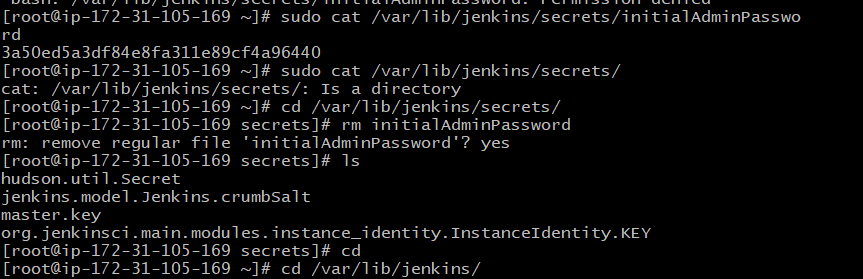 bash: /var/lib/jenkins/secrets/initialAdminPassword: Permission denied
[root@ip-172-31-105-169 ~]# sudo cat /var/lib/jenkins/secrets/initialAdminPasswo
rd
3a50ed5a3df84e8fa311e89cf4a96440
[root@ip-172-31-105-169 ~]# sudo cat /var/lib/jenkins/secrets/
cat: /var/lib/jenkins/secrets/: Is a directory
[root@ip-172-31-105-169 ~]# cd /var/lib/jenkins/secrets/
[root@ip-172-31-105-169 secrets]# rm initialAdminPassword
rm: remove regular file 'initialAdminPassword'? yes
[root@ip-172-31-105-169 secrets]# ls
hudson.util.Secret
jenkins.model.Jenkins.crumbSalt
master.key
org.jenkinsci.main.modules.instance_identity.InstanceIdentity.KEY
[root@ip-172-31-105-169 secrets]# cd
[root@ip-172-31-105-169 ~]# cd /var/lib/jenkins/